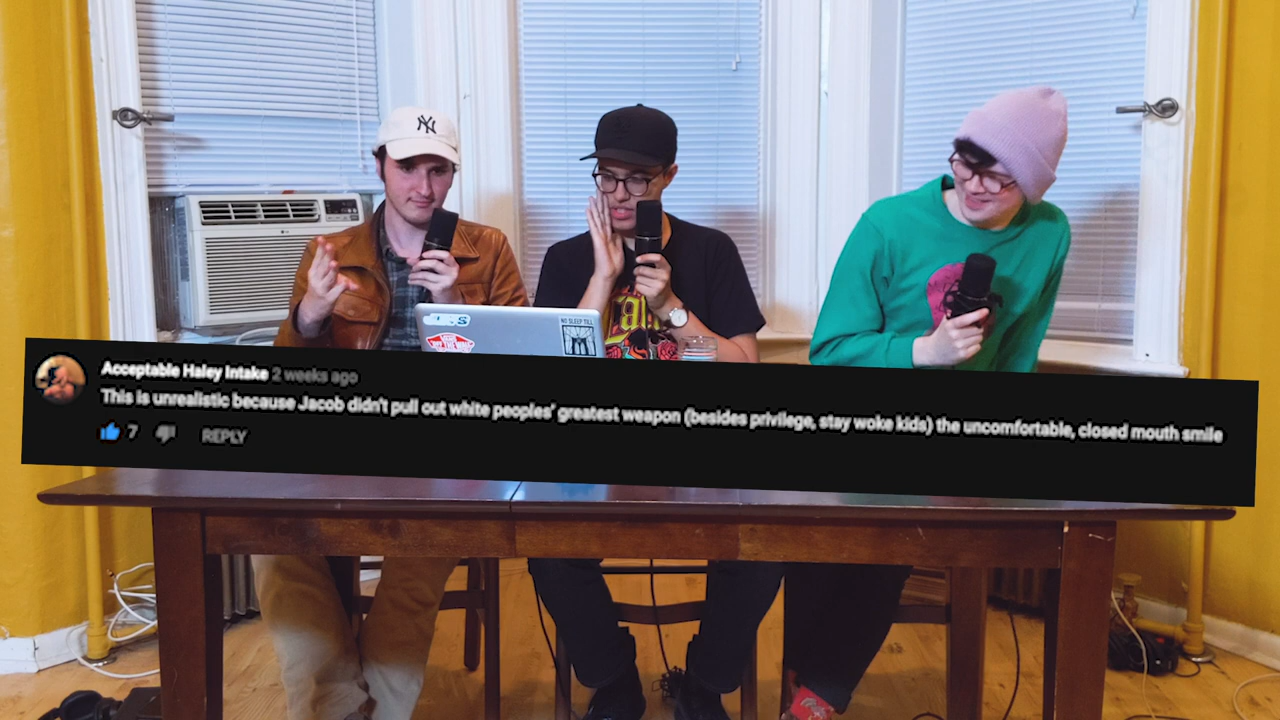 Acceptable Haley Intake 2 weeks ago
This is unrealistic because Jacob didn't pull out white peoples' greatest weapon (besides privilege, stay woke kids) the uncomfortable, closed mouth smile
7 REPLY
NY
NO SLEEP TILL